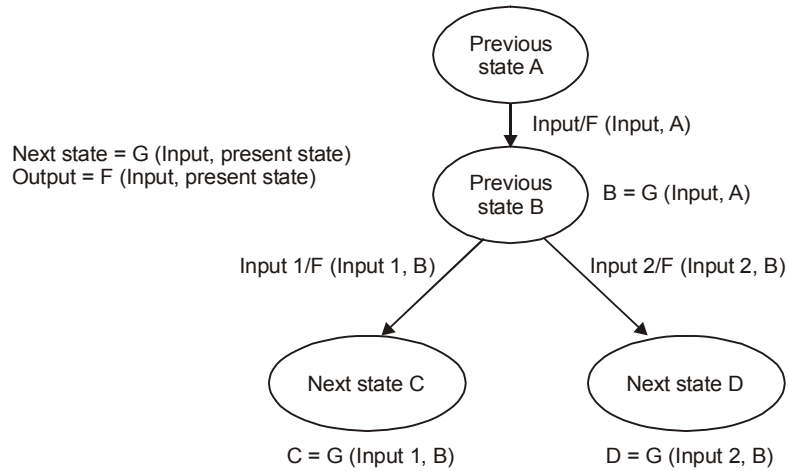 Previous
state A
Input/F (Input, A)
Next state = G (Input, present state)
Output = F (Input, present state)
Previous
state B
B = G (Input, A)
Input 1/F (Input 1, B)
Input 2/F (Input 2, B)
Next state C
Next state D
C = G (Input 1, B)
D = G (Input 2, B)